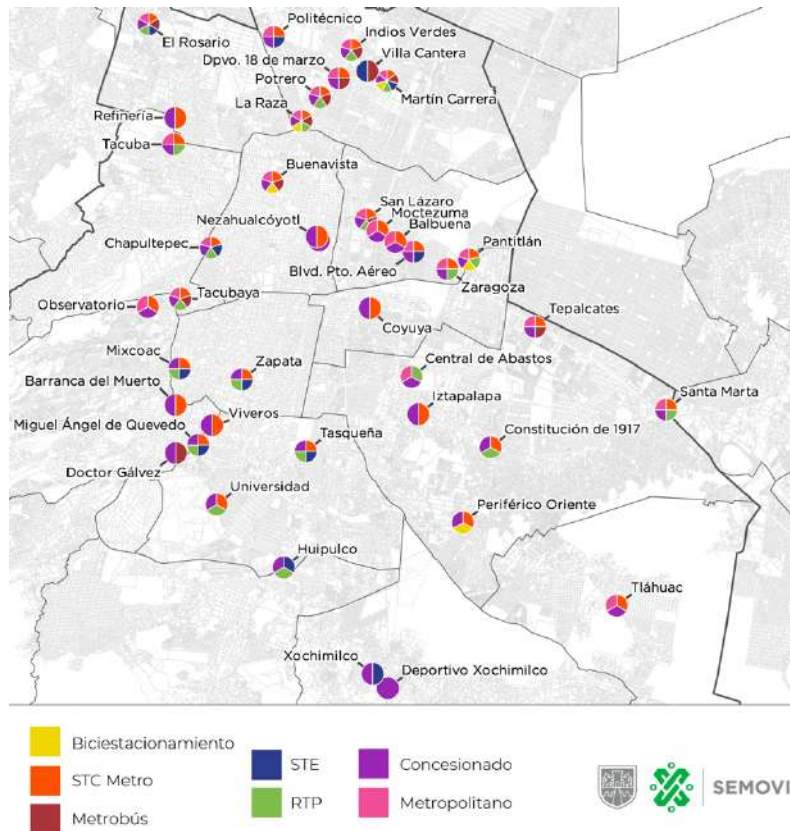 Politécnico
Indios Verdes
El Rosario
Villa Cantera
Dpvo. 18 de marzo
Potrero
Martín Carrera
La Raza
Refinería
Tacuba
Buenavista
San Lázaro
Nezahualcóyotl
Moctezuma
Balbuena
Chapultepec
Pantitlán
Blvd. Pto. Aéreo
Zaragoza
Tacubaya
Observatorio
Tepalcates
Coyuya
Mixcoac
Zapata
Central de Abastos
Barranca del Muerto
Iztapalapa
Santa Marta
Viveros
Miguel Ángel de Quevedo
Tasqueña
Constitución de 1917
Doctor Gálvez
Universidad
Periférico Oriente
Huipulco
Tláhuac
Xochimilco
Deportivo Xochimilco
Biciestacionamiento
STC Metro
Metrobús
STE
RTP
Concesionado
Metropolitano
SEMOVI